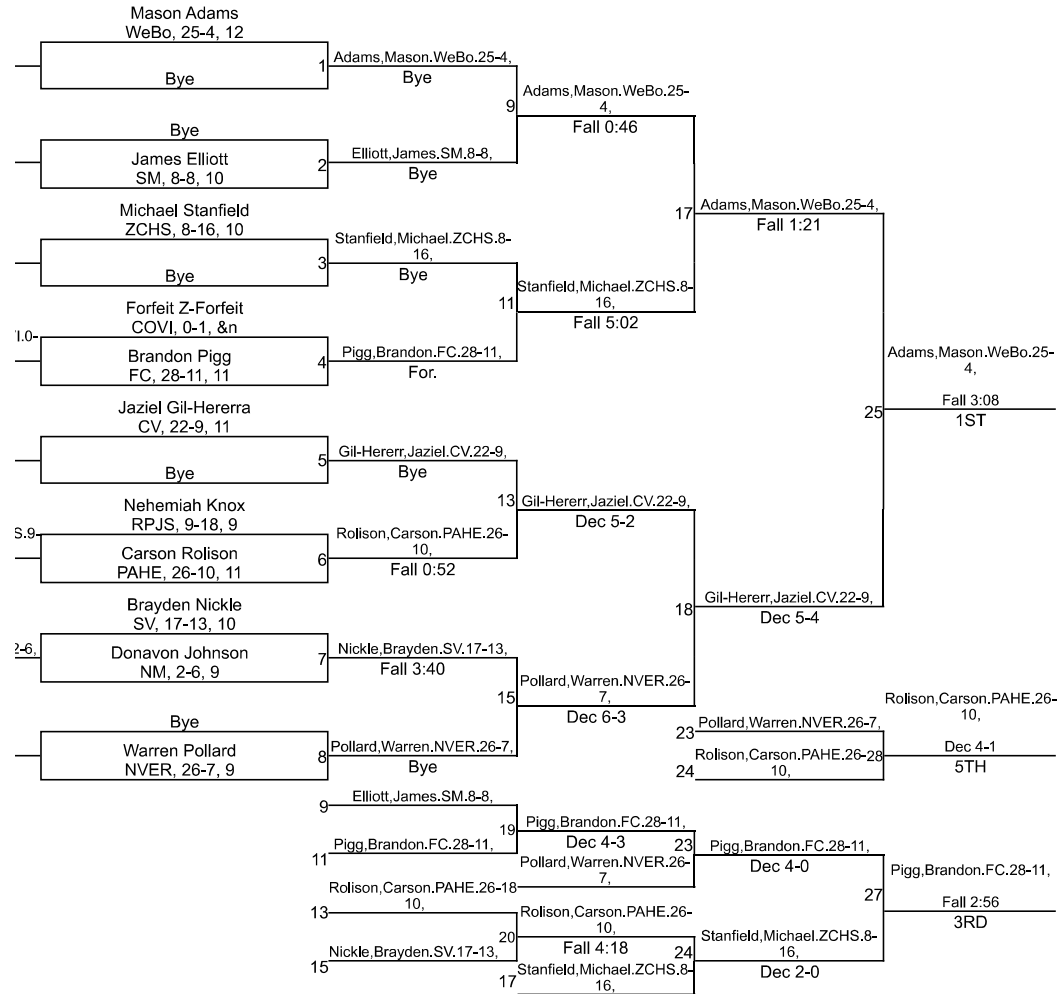 Mason Adams
WeBo, 25-4, 12
Bye
1
Adams,Mason.WeBo.25-4,
Bye
9
Adams,Mason.WeBo.25-
4,
Fall 0:46
Bye
James Elliott
SM, 8-8, 10
2
Elliott,James.SM.8-8,
Bye
17
Adams,Mason.WeBo.25-4,
Fall 1:21
Michael Stanfield
ZCHS, 8-16, 10
Bye
3
Stanfield,Michael.ZCHS.8-
16,
Bye
11
Stanfield,Michael.ZCHS.8-
16,
Fall 5:02
Forfeit Z-Forfeit
COVI, 0-1, &n
I.0-
Brandon Pigg
FC, 28-11, 11
4
Pigg,Brandon.FC.28-11,
For.
Adams,Mason.WeBo.25-
4,
25
Fall 3:08
1ST
Jaziel Gil-Hererra
CV, 22-9, 11
Bye
5
Gil-Hererr,Jaziel.CV.22-9,
Bye
13
Gil-Hererr,Jaziel.CV.22-9,
Dec 5-2
Nehemiah Knox
RPJS, 9-18, 9
S.9-
Carson Rolison
PAHE, 26-10, 11
6
Rolison,Carson.PAHE.26-
10,
Fall 0:52
18
Gil-Hererr,Jaziel.CV.22-9,
Dec 5-4
Brayden Nickle
SV, 17-13, 10
2-6,
Donavon Johnson
NM, 2-6, 9
7
Nickle,Brayden.SV.17-13,
Fall 3:40
15
Pollard,Warren.NVER.26-
7,
Dec 6-3
Bye
Warren Pollard
NVER, 26-7, 9
8
Pollard,Warren.NVER.26-7,
Bye
23
Pollard,Warren.NVER.26-7,
24
Rolison,Carson.PAHE.26-
10,
28
Rolison,Carson.PAHE.26-
10,
Dec 4-1
5TH
9
Elliott,James.SM.8-8,
11
Pigg,Brandon.FC.28-11,
19
Pigg,Brandon.FC.28-11,
Dec 4-3
18
Pollard,Warren.NVER.26-
7,
23
Pigg,Brandon.FC.28-11,
Dec 4-0
13
Rolison,Carson.PAHE.26-
10,
15
Nickle,Brayden.SV.17-13,
20
Rolison,Carson.PAHE.26-
10,
Fall 4:18
17
Stanfield,Michael.ZCHS.8-
16,
24
Stanfield,Michael.ZCHS.8-
16,
Dec 2-0
27
Pigg,Brandon.FC.28-11,
Fall 2:56
3RD